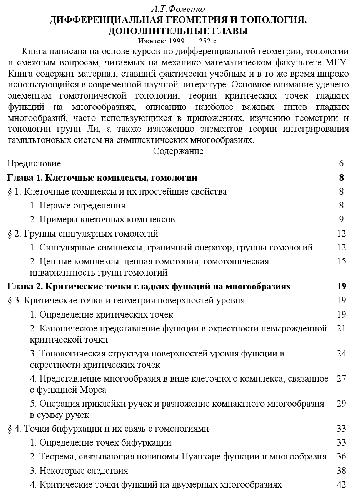 А.Т.Фоменко
ДИФФЕРЕНЦИАЛЬНАЯ ГЕОМЕТРИЯ И ТОПОЛОГИЯ.
ДОПОЛНИТЕЛЬНЫЕ ГЛАВЫ
Ижевск: 1999. — 252 с.
Книга написана на основе курсов по дифференциальной геометрии, топологии
и смежным вопросам, читаемых на механико-математическом факультете МГУ.
Книга содержит материал, ставший фактически учебным и в то же время широко
использующийся в современной научной литературе. Основное внимание уделено
элементам гомотопической топологии, теории критических точек гладких
функций на многообразиях, описанию наиболее важных типов гладких
многообразий, часто использующихся в приложениях, изучению геометрии и
топологии групп Ли, а также изложению элементов теории интегрирования
гамильтоновых систем на симплектических многообразиях.
Содержание
Предисловие 6
Глава 1. Клеточные комплексы, гомологии 8
§ 1. Клеточные комплексы и их простейшие свойства 8
1. Первые определения 8
2. Примеры клеточных комплексов 9
§ 2. Группы сингулярных гомологий 12
1. Сингулярные симплексы, граничный оператор, группы гомологий 12
2. Цепные комплексы, цепная гомотопия, гомотопическая 15
инвариантность групп гомологий
Глава 2. Критические точки гладких функций на многообразиях 19
§ 3. Критические точки и геометрия поверхностей уровня 19
1. Определение критических точек 19
2. Каноническое представление функции в окрестности невырожденной 21
критической точки
3. Топологическая структура поверхностей уровня функции в 24
окрестности критических точек
4. Представление многообразия в виде клеточного комплекса, связанное 27
с функцией Морса
5. Операция приклейки ручек и разложение компактного многообразия 29
в сумму ручек
§ 4. Точки бифуркации и их связь с гомологиями 33
1. Определение точек бифуркации 33
2. Теорема, связывающая полиномы Пуанкаре функции и многообразия 36
3. Некоторые следствия 38
4. Критические точки функций на двумерных многообразиях 42